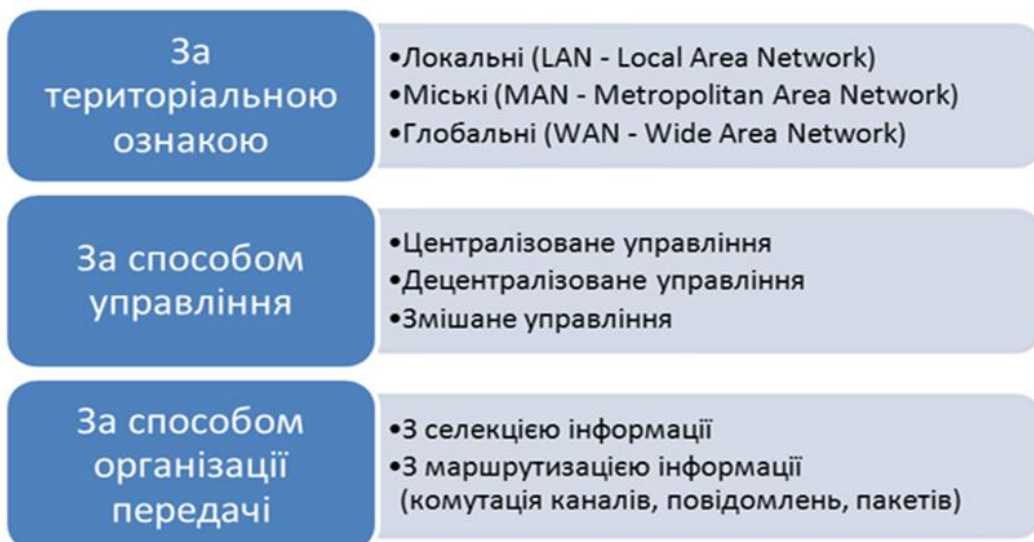 За
територіальною
ознакою
•Локальні (LAN - Local Area Network)
•Міські (MAN - Metropolitan Area Network)
•Глобальні (WAN - Wide Area Network)
За способом
управління
•Централізоване управління
•Децентралізоване управління
•Змішане управління
За способом
організації
передачі
•З селекцією інформації
•З маршрутизацією інформації
(комутація каналів, повідомлень, пакетів)